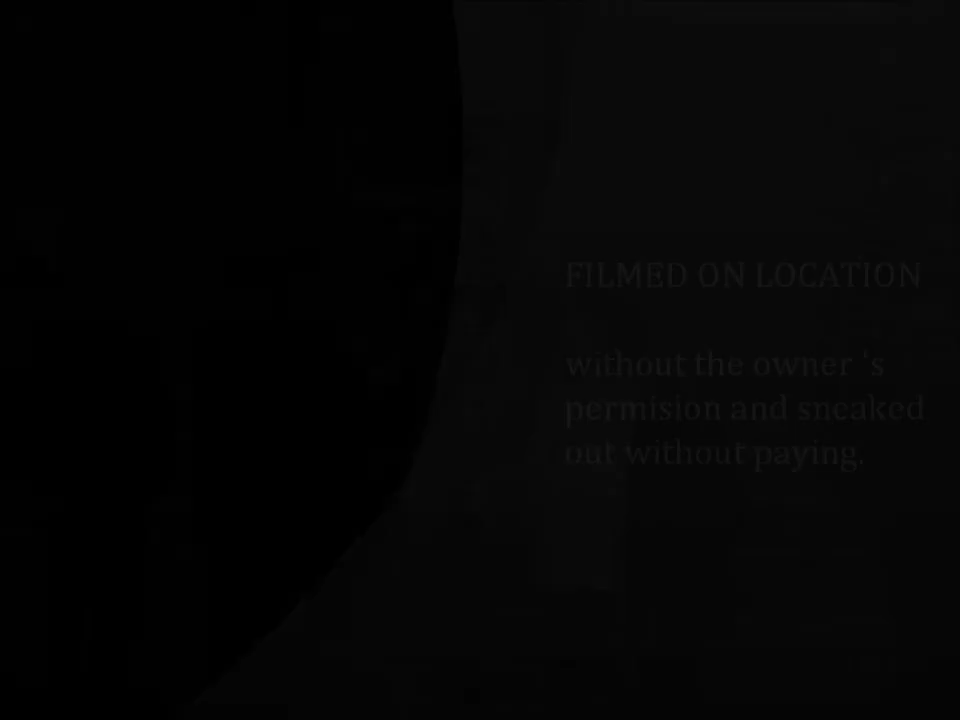 FILMED ON LOCATION
without the owner 's
permision and sneaked
out without paying.